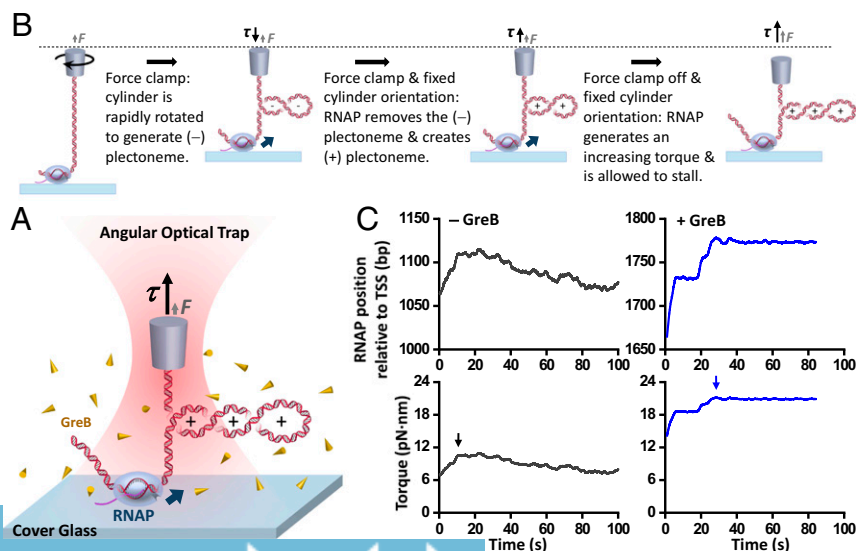 B
F
τ F
τ F
τ F
Force clamp:
cylinder is
rapidly rotated
to generate (−)
plectoneme.
Force clamp & fixed
cylinder orientation:
RNAP removes the (−)
plectoneme & creates
(+) plectoneme.
Force clamp off &
fixed cylinder
orientation: RNAP
generates an
increasing torque &
is allowed to stall.
- -
+ +
+ + +
A
Angular Optical Trap
τ F
+ + +
GreB
RNAP
Cover Glass
C
RNAP position
relative to TSS (bp)
1150
1100
1050
1000
− GreB
0 20 40 60 80 100
1800
1750
1700
1650
1600
+ GreB
0 20 40 60 80 100
Torque (pN·nm)
24
18
12
6
0
0 20 40 60 80 100
Time (s)
24
18
12
6
0
0 20 40 60 80 100
Time (s)